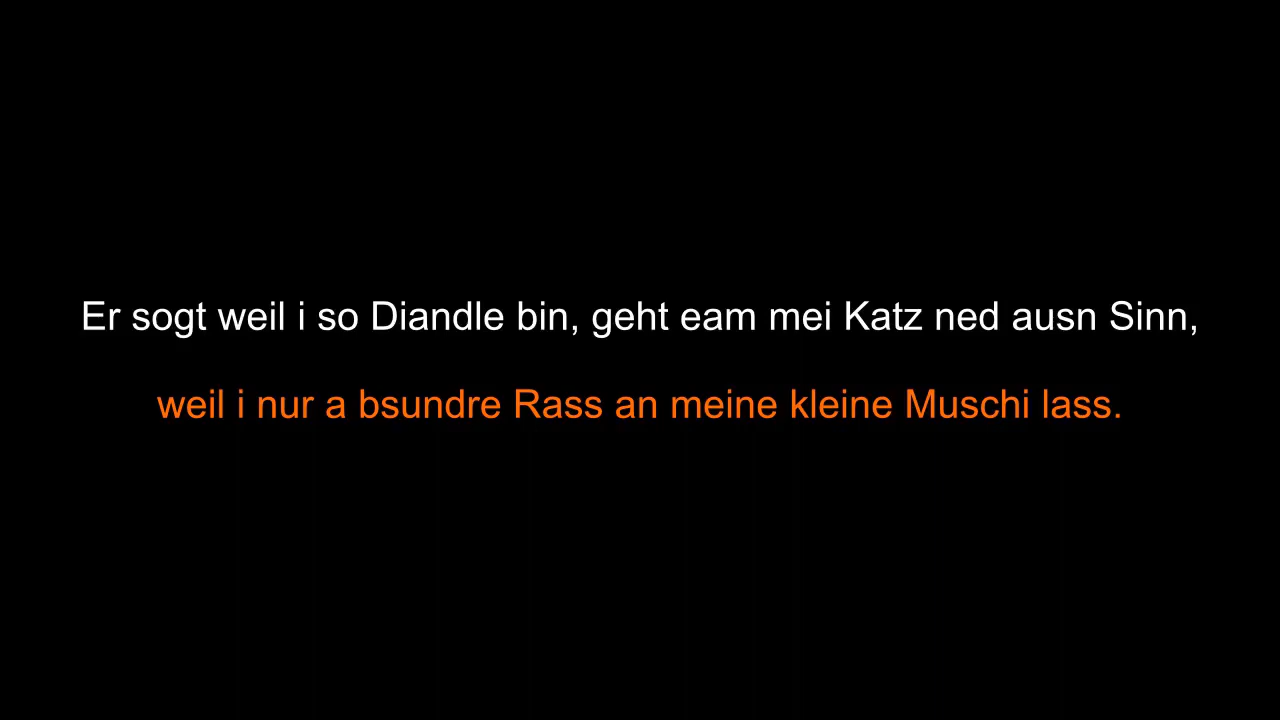 Er sogt weil i so Diandle bin, geht eam mei Katz ned ausn Sinn,
weil i nur a bsundre Rass an meine kleine Muschi lass.